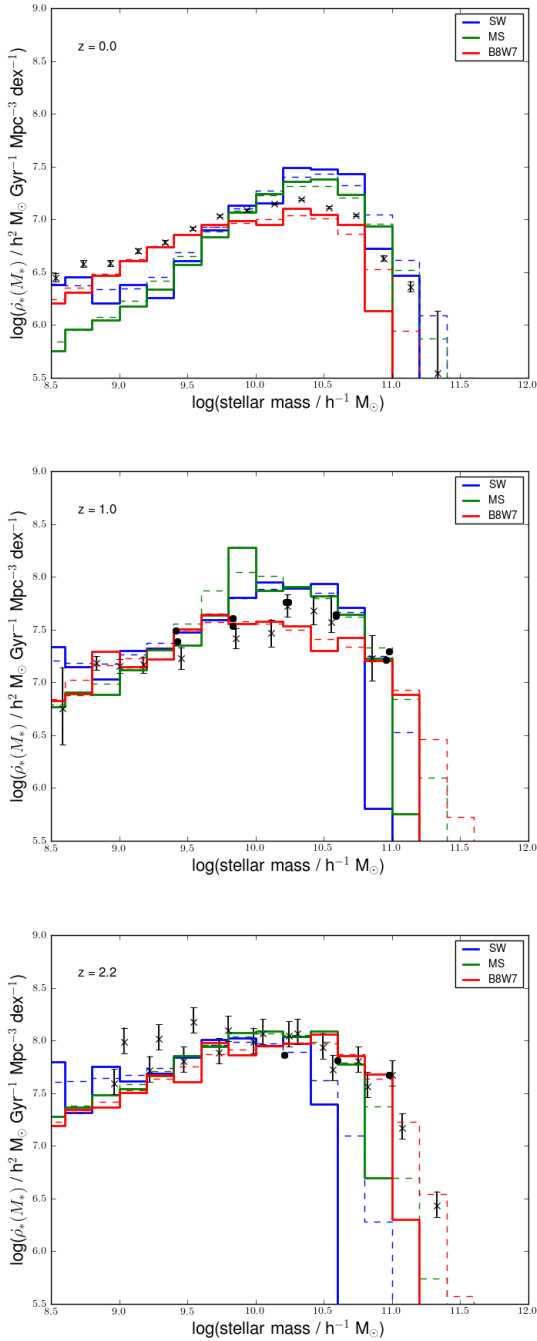 9.0
8.5
8.0
7.5
7.0
6.5
6.0
5.5
log(ρ̇*(M*) / h² M⊙ Gyr⁻¹ Mpc⁻³ dex⁻¹)
z = 0.0
SW
MS
B8W7
8.5 9.0 9.5 10.0 10.5 11.0 11.5 12.0
log(stellar mass / h⁻¹ M⊙)
9.0
8.5
8.0
7.5
7.0
6.5
6.0
5.5
log(ρ̇*(M*) / h² M⊙ Gyr⁻¹ Mpc⁻³ dex⁻¹)
z = 1.0
SW
MS
B8W7
8.5 9.0 9.5 10.0 10.5 11.0 11.5 12.0
log(stellar mass / h⁻¹ M⊙)
9.0
8.5
8.0
7.5
7.0
6.5
6.0
5.5
log(ρ̇*(M*) / h² M⊙ Gyr⁻¹ Mpc⁻³ dex⁻¹)
z = 2.2
SW
MS
B8W7
8.5 9.0 9.5 10.0 10.5 11.0 11.5 12.0
log(stellar mass / h⁻¹ M⊙)